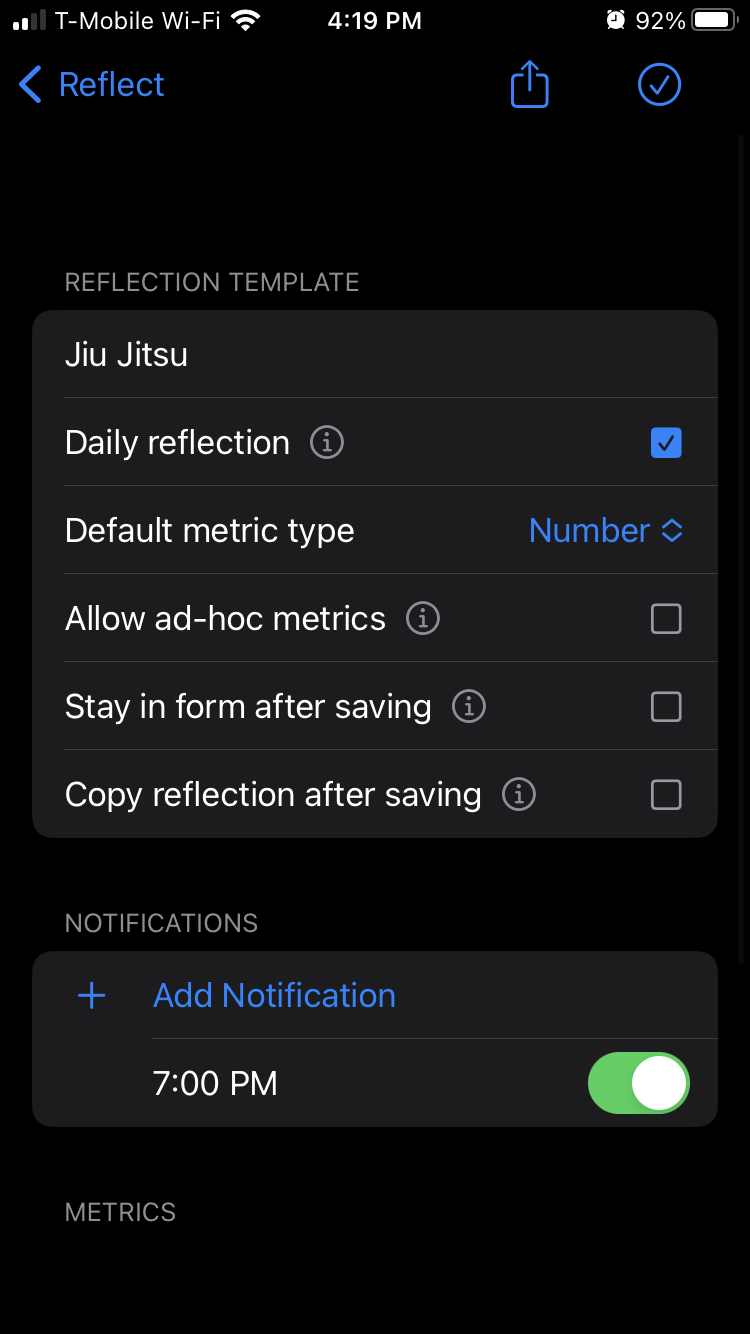 T-Mobile Wi-Fi 4:19 PM 92%
Reflect
REFLECTION TEMPLATE
Jiu Jitsu
Daily reflection
Default metric type Number
Allow ad-hoc metrics
Stay in form after saving
Copy reflection after saving
NOTIFICATIONS
Add Notification
7:00 PM
METRICS